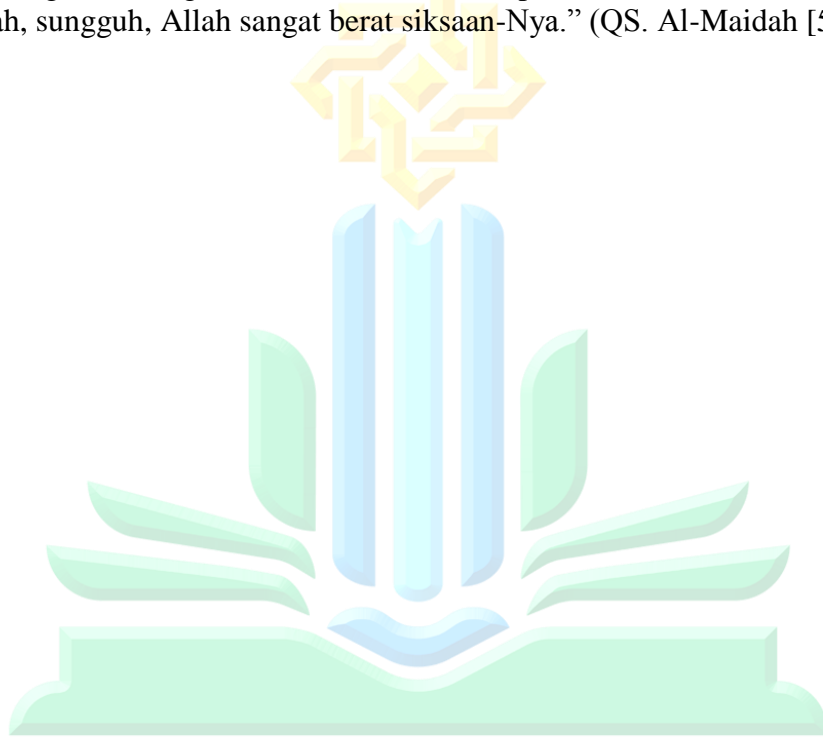 ah, sungguh, Allah sangat berat siksaan-Nya.” (QS. Al-Maidah [5